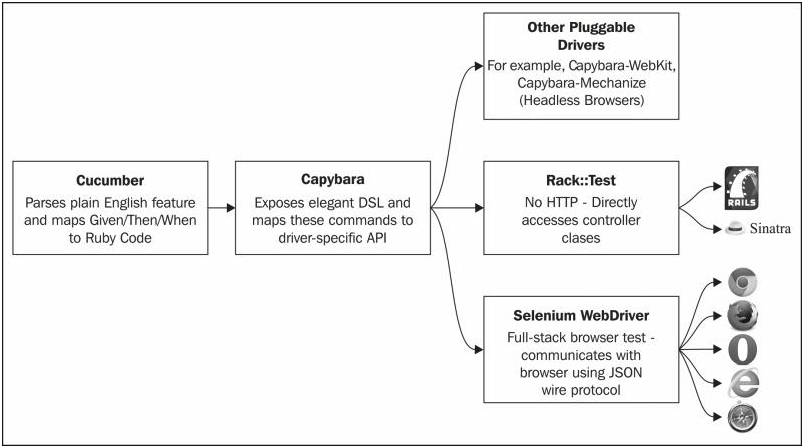 Other Pluggable
Drivers
For example, Capybara-WebKit,
Capybara-Mechanize
(Headless Browsers)
Cucumber
Parses plain English feature
and maps Given/Then/When
to Ruby Code
Capybara
Exposes elegant DSL and
maps these commands to
driver-specific API
Rack::Test
No HTTP - Directly
accesses controller
clases
RAILS
Sinatra
Selenium WebDriver
Full-stack browser test -
communicates with
browser using JSON
wire protocol